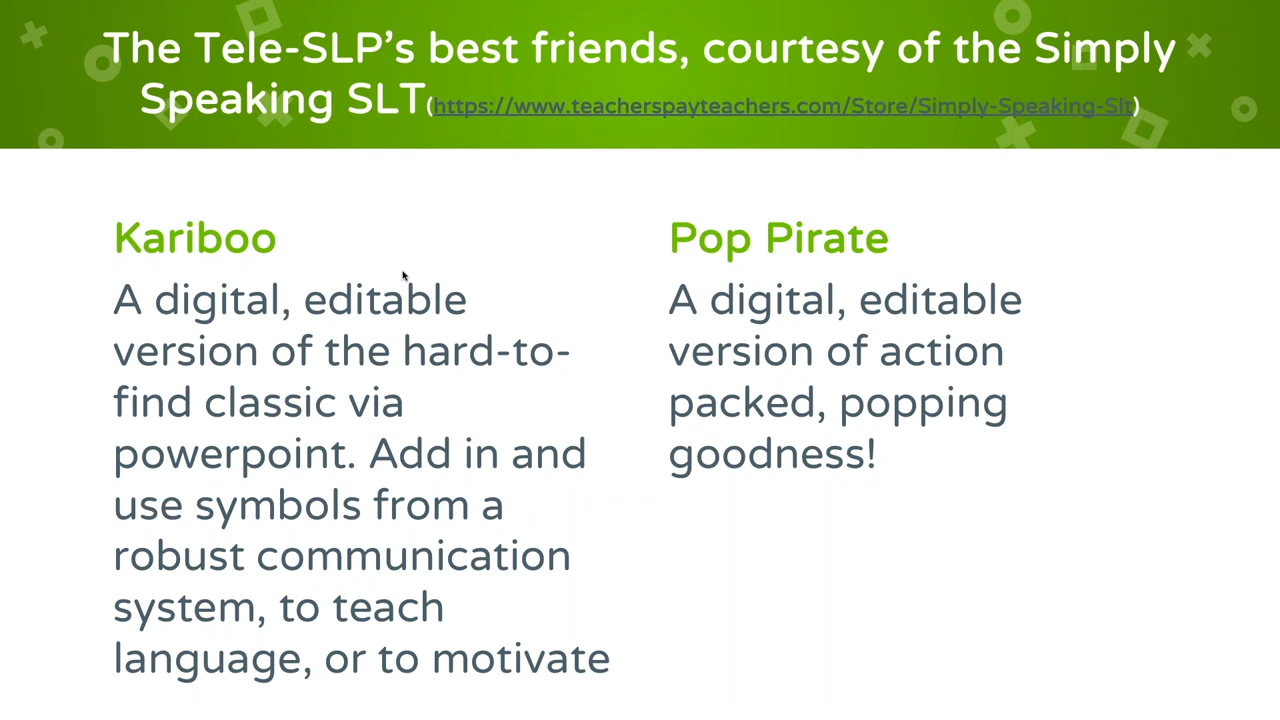 The Tele-SLP’s best friends, courtesy of the Simply
Speaking SLT(https://www.teacherspayteachers.com/Store/Simply-Speaking-Slt)
Kariboo
A digital, editable
version of the hard-to-
find classic via
powerpoint. Add in and
use symbols from a
robust communication
system, to teach
language, or to motivate
Pop Pirate
A digital, editable
version of action
packed, popping
goodness!